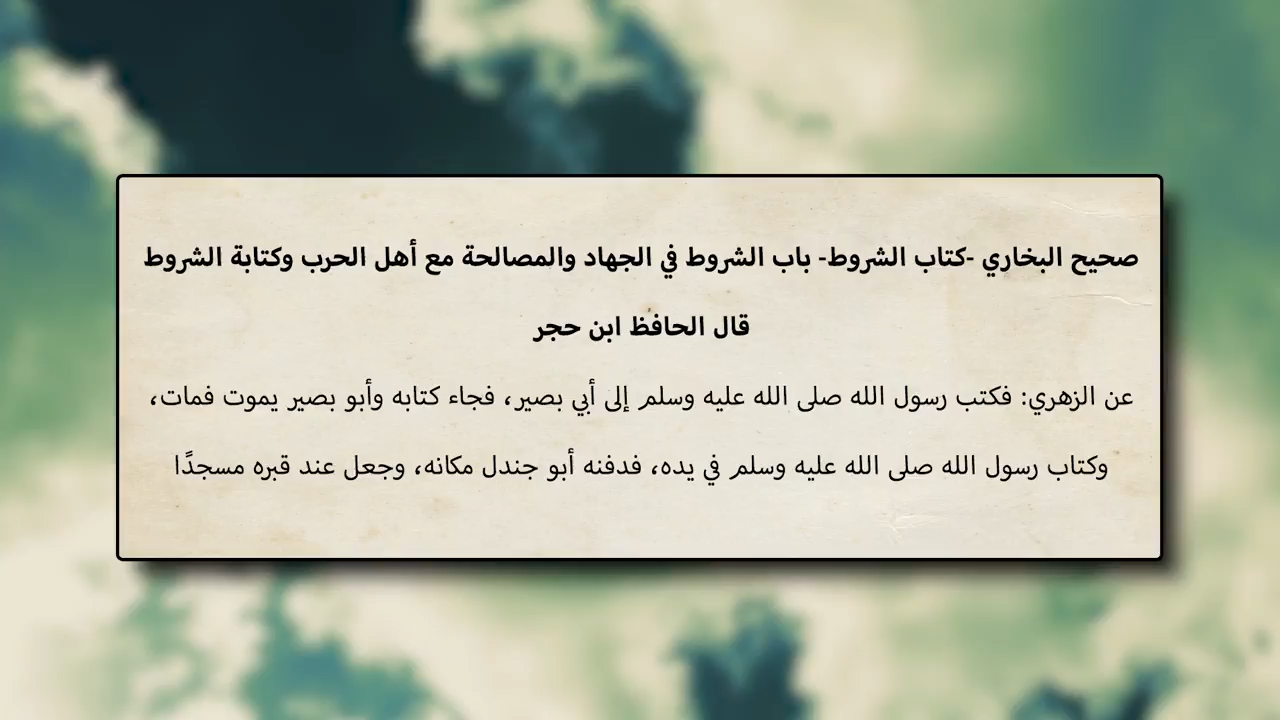 صحيح البخاري -كتاب الشروط- باب الشروط في الجهاد والمصالحة مع أهل الحرب وكتابة الشروط
قال الحافظ ابن حجر
عن الزهري: فكتب رسول الله صلى الله عليه وسلم إلى أبي بصير، فجاء كتابه وأبو بصير يموت فمات،
وكتاب رسول الله صلى الله عليه وسلم في يده، فدفنه أبو جندل مكانه، وجعل عند قبره مسجدًا